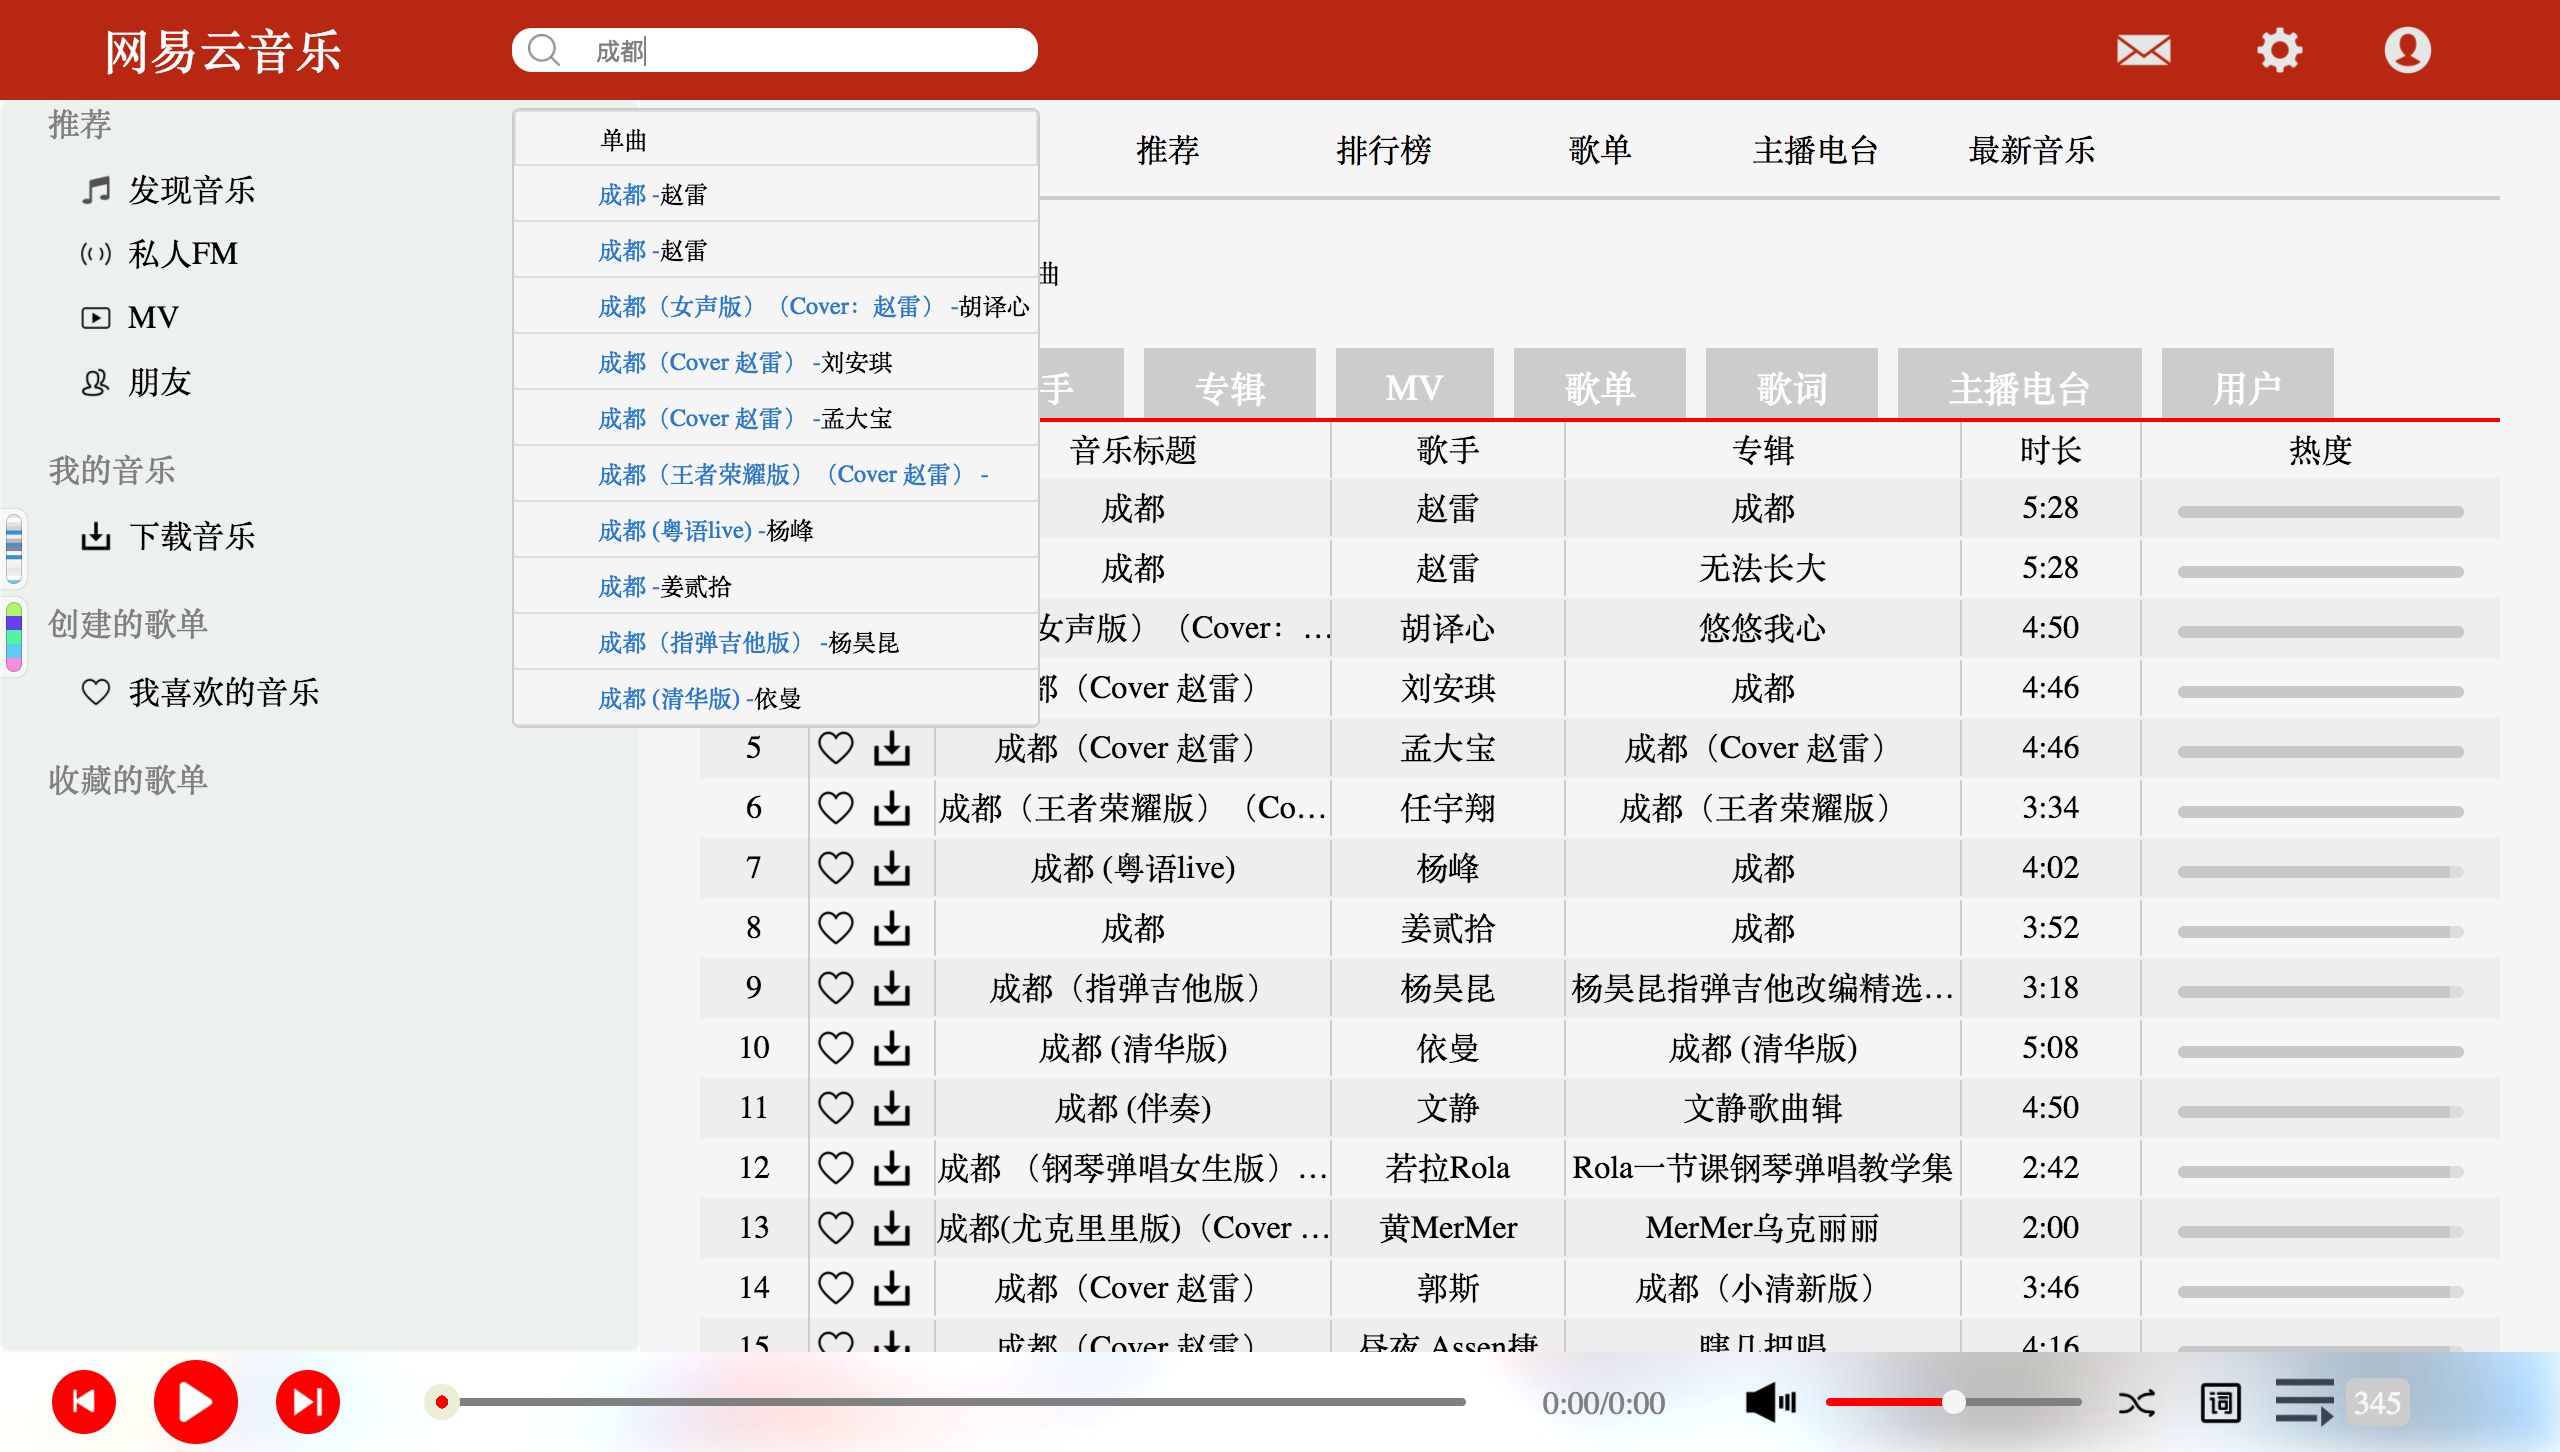 网易云音乐
成都
推荐
发现音乐
私人FM
MV
朋友
我的音乐
下载音乐
创建的歌单
我喜欢的音乐
收藏的歌单
单曲
成都 -赵雷
成都 -赵雷
成都（女声版）（Cover：赵雷） -胡译心
成都（Cover 赵雷） -刘安琪
成都（Cover 赵雷） -孟大宝
成都（王者荣耀版）（Cover 赵雷） -
成都 (粤语live) -杨峰
成都 -姜贰拾
成都（指弹吉他版） -杨昊昆
成都 (清华版) -依曼
推荐 排行榜 歌单 主播电台 最新音乐
曲
手 专辑 MV 歌单 歌词 主播电台 用户
音乐标题 歌手 专辑 时长 热度
成都 赵雷 成都 5:28
成都 赵雷 无法长大 5:28
女声版）（Cover：… 胡译心 悠悠我心 4:50
都（Cover 赵雷） 刘安琪 成都 4:46
5 成都（Cover 赵雷） 孟大宝 成都（Cover 赵雷） 4:46
6 成都（王者荣耀版）（Co… 任宇翔 成都（王者荣耀版） 3:34
7 成都 (粤语live) 杨峰 成都 4:02
8 成都 姜贰拾 成都 3:52
9 成都（指弹吉他版） 杨昊昆 杨昊昆指弹吉他改编精选… 3:18
10 成都 (清华版) 依曼 成都 (清华版) 5:08
11 成都 (伴奏) 文静 文静歌曲辑 4:50
12 成都 （钢琴弹唱女生版）… 若拉Rola Rola一节课钢琴弹唱教学集 2:42
13 成都(尤克里里版)（Cover … 黄MerMer MerMer乌克丽丽 2:00
14 成都（Cover 赵雷） 郭斯 成都（小清新版） 3:46
15 成都（Cover 赵雷） 昼夜 Assen捷 瞎几把唱 4:16
0:00/0:00 词 345